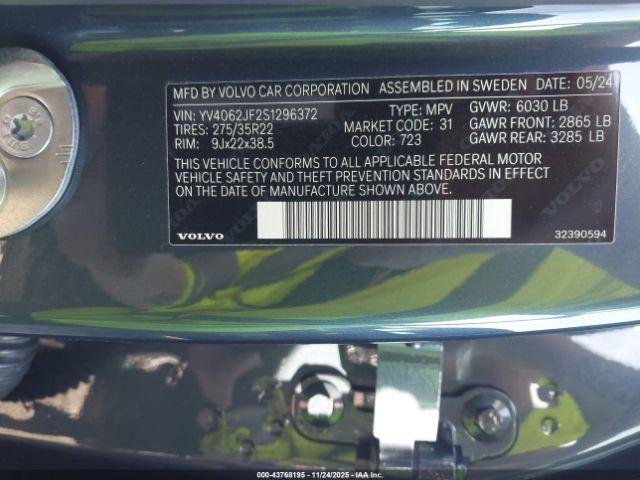 MFD BY VOLVO CAR CORPORATION ASSEMBLED IN SWEDEN DATE: 05/24
VIN: YV4062JF2S1296372 TYPE: MPV GVWR: 6030 LB
TIRES: 275/35R22 MARKET CODE: 31 GAWR FRONT: 2865 LB
RIM: 9Jx22x38.5 COLOR: 723 GAWR REAR: 3285 LB
THIS VEHICLE CONFORMS TO ALL APPLICABLE FEDERAL MOTOR
VEHICLE SAFETY AND THEFT PREVENTION STANDARDS IN EFFECT
ON THE DATE OF MANUFACTURE SHOWN ABOVE.
VOLVO 32390594
000-43768195 - 11/24/2025 - IAA Inc.